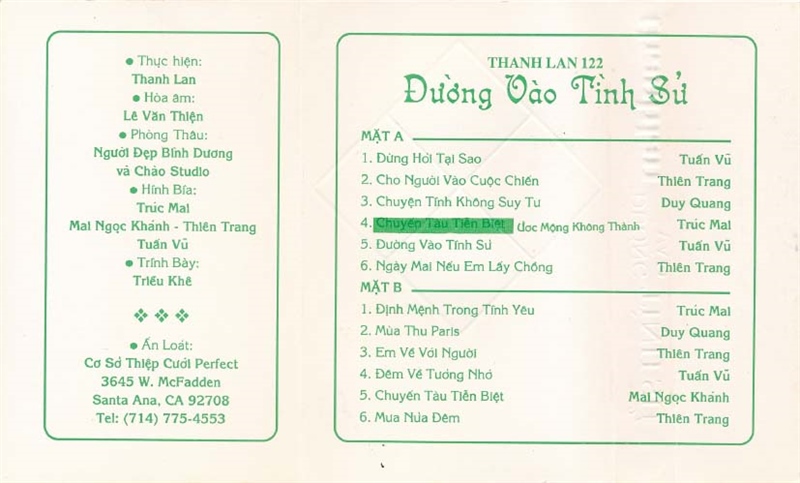 ● Thực hiện:
Thanh Lan
● Hòa âm:
Lê Văn Thiện
● Phòng Thâu:
Người Đẹp Bình Dương
và Chảo Studio
● Hình Bìa:
Trúc Mai
Mai Ngọc Khánh - Thiên Trang
Tuấn Vũ
● Trình Bày:
Triều Khê
❖ ❖ ❖
● Ấn Loát:
Cơ Sở Thiệp Cưới Perfect
3645 W. McFadden
Santa Ana, CA 92708
Tel: (714) 775-4553
THANH LAN 122
Đường Vào Tình Sử
MẶT A
1. Đừng Hỏi Tại Sao Tuấn Vũ
2. Cho Người Vào Cuộc Chiến Thiên Trang
3. Chuyện Tình Không Suy Tư Duy Quang
4. Chuyến Tàu Tiễn Biệt Ước Mộng Không Thành Trúc Mai
5. Đường Vào Tình Sử Tuấn Vũ
6. Ngày Mai Nếu Em Lấy Chồng Thiên Trang
MẶT B
1. Định Mệnh Trong Tình Yêu Trúc Mai
2. Mùa Thu Paris Duy Quang
3. Em Về Với Người Thiên Trang
4. Đêm Về Tưởng Nhớ Tuấn Vũ
5. Chuyến Tàu Tiễn Biệt Mai Ngọc Khánh
6. Mưa Nửa Đêm Thiên Trang